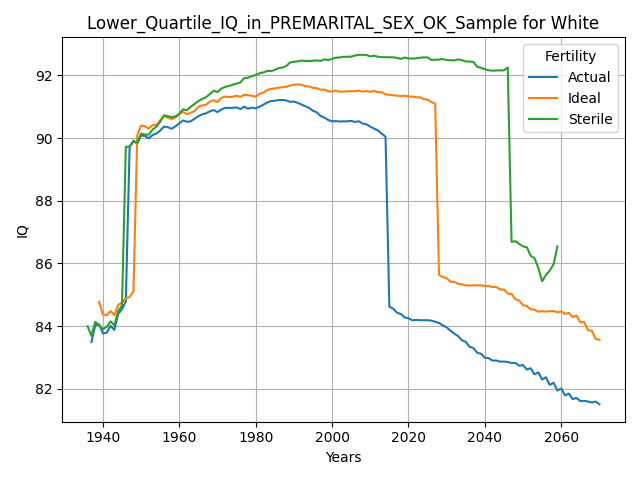 Lower_Quartile_IQ_in_PREMARITAL_SEX_OK_Sample for White
Fertility
Actual
Ideal
Sterile
IQ
92
90
88
86
84
82
1940 1960 1980 2000 2020 2040 2060
Years